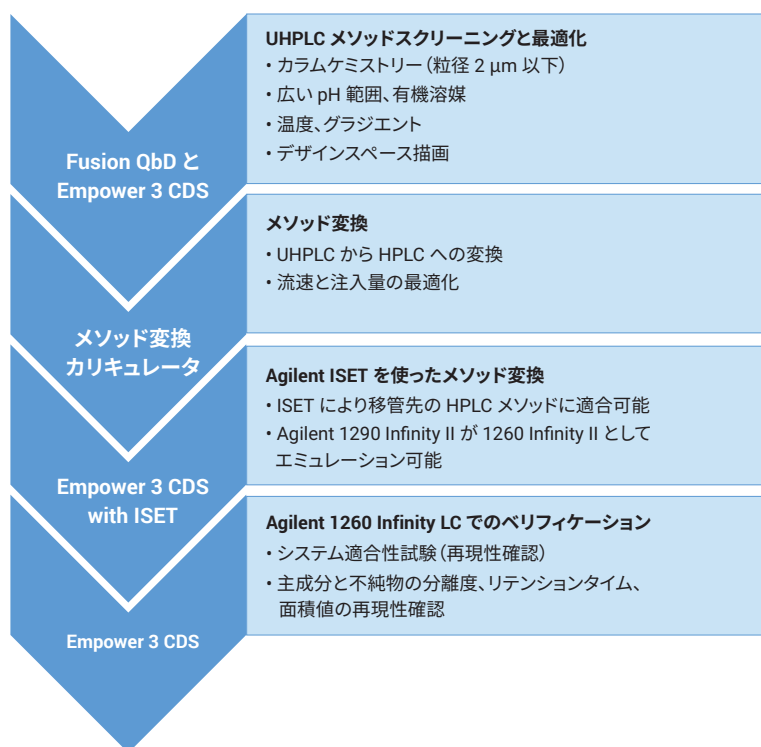 UHPLC メソッドスクリーニングと最適化
・カラムケミストリー（粒径 2 µm 以下）
・広い pH 範囲、有機溶媒
・温度、グラジエント
・デザインスペース描画
Fusion QbD と
Empower 3 CDS
メソッド変換
・UHPLC から HPLC への変換
・流速と注入量の最適化
メソッド変換
カリキュレータ
Agilent ISET を使ったメソッド変換
・ISET により移管先の HPLC メソッドに適合可能
・Agilent 1290 Infinity II が 1260 Infinity II として
エミュレーション可能
Empower 3 CDS
with ISET
Agilent 1260 Infinity LC でのベリフィケーション
・システム適合性試験（再現性確認）
・主成分と不純物の分離度、リテンションタイム、
面積値の再現性確認
Empower 3 CDS